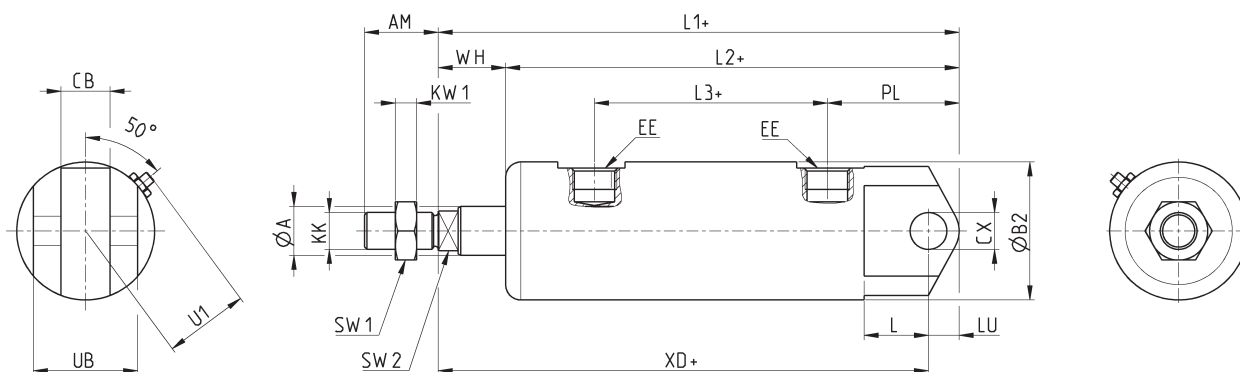 AM
L1+
WH
L2+
CB
KW1
L3+
PL
50°
EE
EE
ØA
KK
CX
ØB2
U1
SW1
L
LU
UB
SW2
XD+